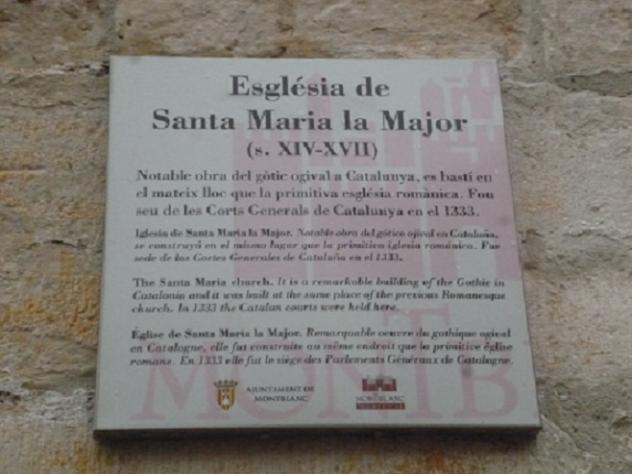 Església de
Santa Maria la Major
(s. XIV-XVII)
Notable obra del gòtic ogival a Catalunya, es bastí en
el mateix lloc que la primitiva església romànica. Fou
seu de les Corts Generals de Catalunya en el 1333.
Iglesia de Santa María la Major. Notable obra del gótico ojival en Cataluña,
se construyó en el mismo lugar que la primitiva iglesia románica. Fue
sede de las Cortes Generales de Cataluña en el 1333.
The Santa Maria church. It is a remarkable building of the Gothic in
Catalonia and it was built at the same place of the previous Romanesque
church. In 1333 the Catalan courts were held here.
Église de Santa Maria la Major. Remarquable oeuvre du gothique ogival
en Catalogne, elle fut construite au même endroit que la primitive église
romane. En 1333 elle fut le siège des Parlements Généraux de Catalogne.
AJUNTAMENT DE
MONTBLANC
MONTBLANC
MONTB